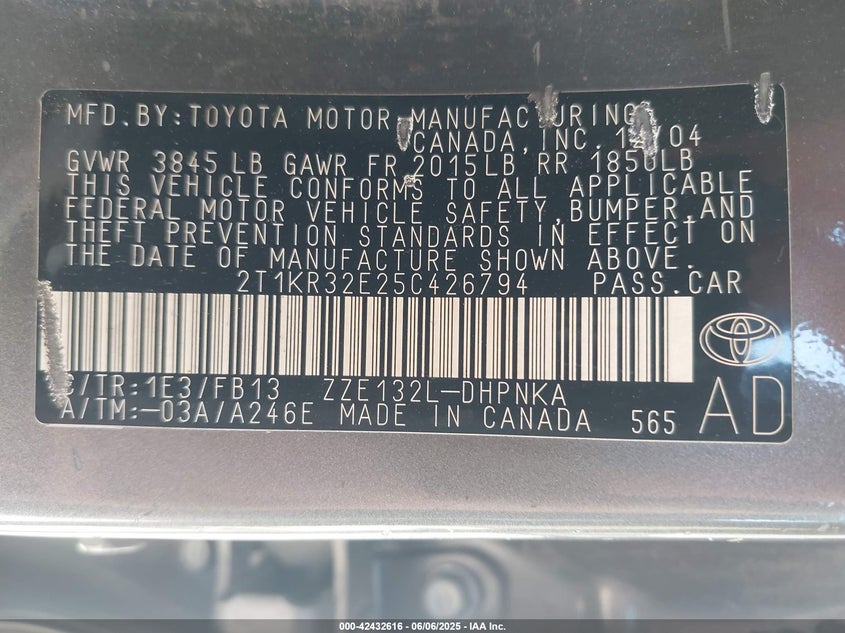 MFD.BY:TOYOTA MOTOR MANUFACTURING
CANADA,INC. 12/04
GVWR 3845LB GAWR FR 2015LB RR 1850LB
THIS VEHICLE CONFORMS TO ALL APPLICABLE
FEDERAL MOTOR VEHICLE SAFETY,BUMPER,AND
THEFT PREVENTION STANDARDS IN EFFECT ON
THE DATE OF MANUFACTURE SHOWN ABOVE.
2T1KR32E25C426794 PASS.CAR
C/TR:1E3/FB13 ZZE132L-DHPNKA
A/TM:-03A/A246E MADE IN CANADA 565 AD
000-42432616 - 06/06/2025 - IAA Inc.